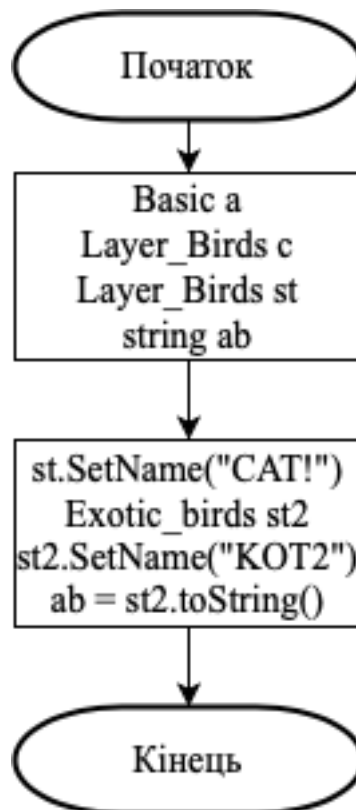 Початок
Basic a
Layer_Birds c
Layer_Birds st
string ab
st.SetName("CAT!")
Exotic_birds st2
st2.SetName("KOT2")
ab = st2.toString()
Кінець